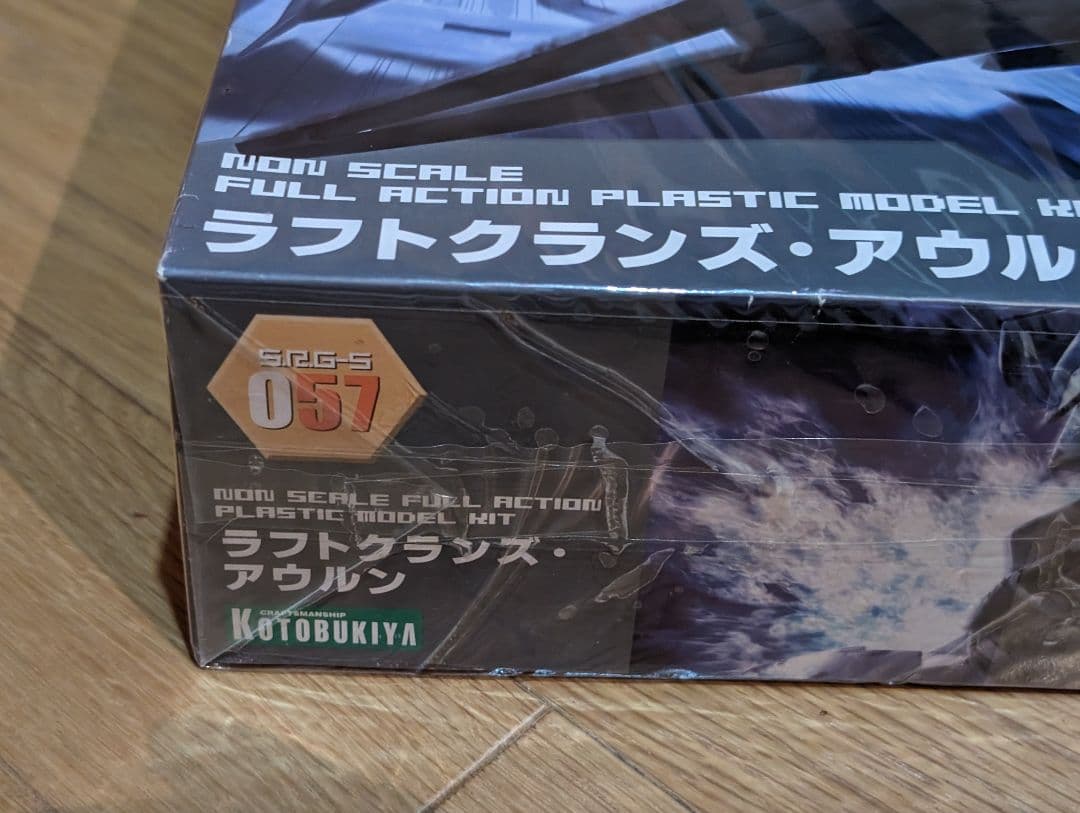 NON SCALE
FULL ACTION PLASTIC MODEL
ラフトクランズ・アウル
S.R.G-S
057
NON SCALE FULL ACTION
PLASTIC MODEL KIT
ラフトクランズ・
アウルン
CRAFTSMANSHIP
KOTOBUKIYA